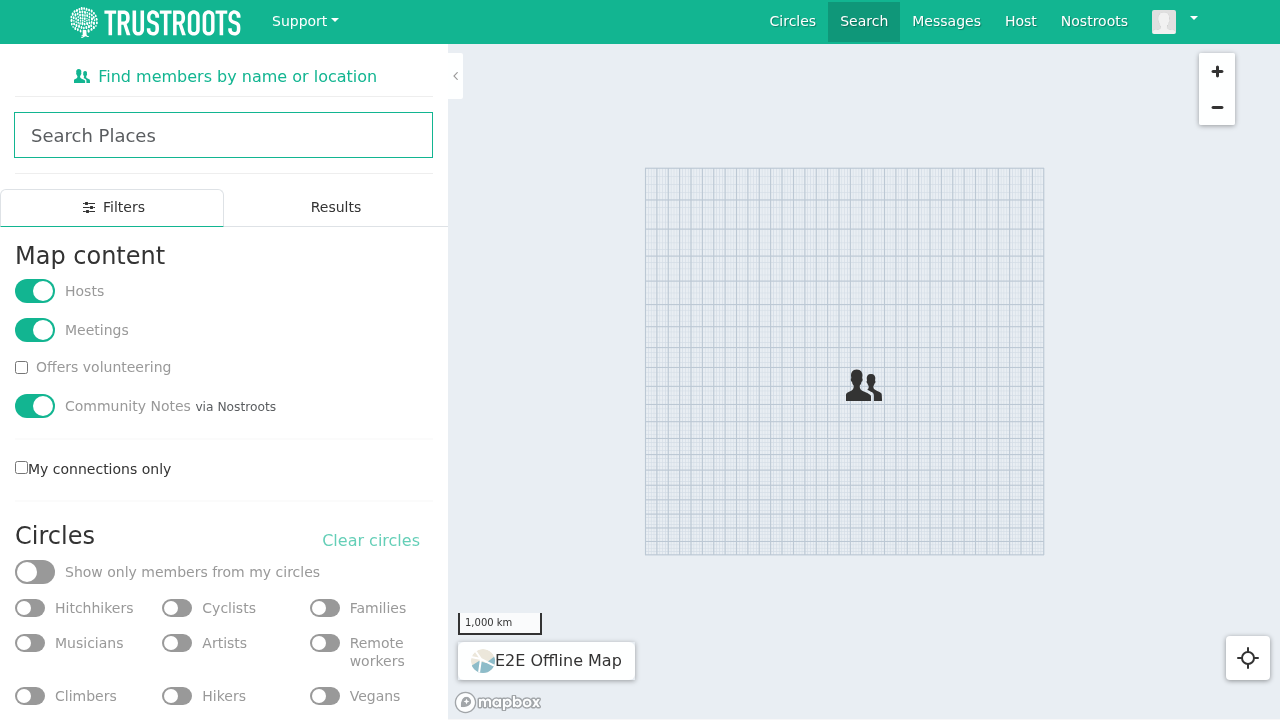 TRUSTROOTS
Support
Circles
Search
Messages
Host
Nostroots
Find members by name or location
Search Places
Filters
Results
Map content
Hosts
Meetings
Offers volunteering
Community Notes via Nostroots
My connections only
Circles
Clear circles
Show only members from my circles
Hitchhikers
Cyclists
Families
Musicians
Artists
Remote
workers
Climbers
Hikers
Vegans
1,000 km
E2E Offline Map
mapbox